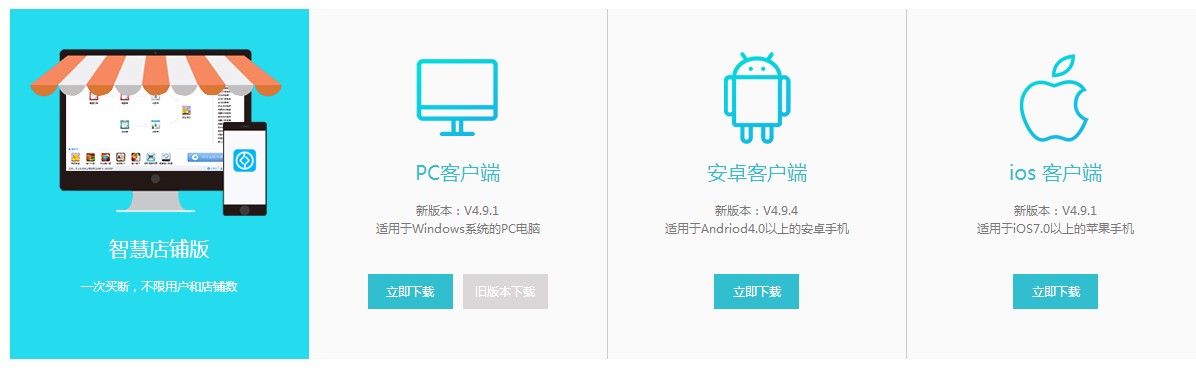 智慧店铺版
一次买断，不限用户和店铺数
PC客户端
新版本：V4.9.1
适用于Windows系统的PC电脑
立即下载
旧版本下载
安卓客户端
新版本：V4.9.4
适用于Andriod4.0以上的安卓手机
立即下载
ios 客户端
新版本：V4.9.1
适用于iOS7.0以上的苹果手机
立即下载